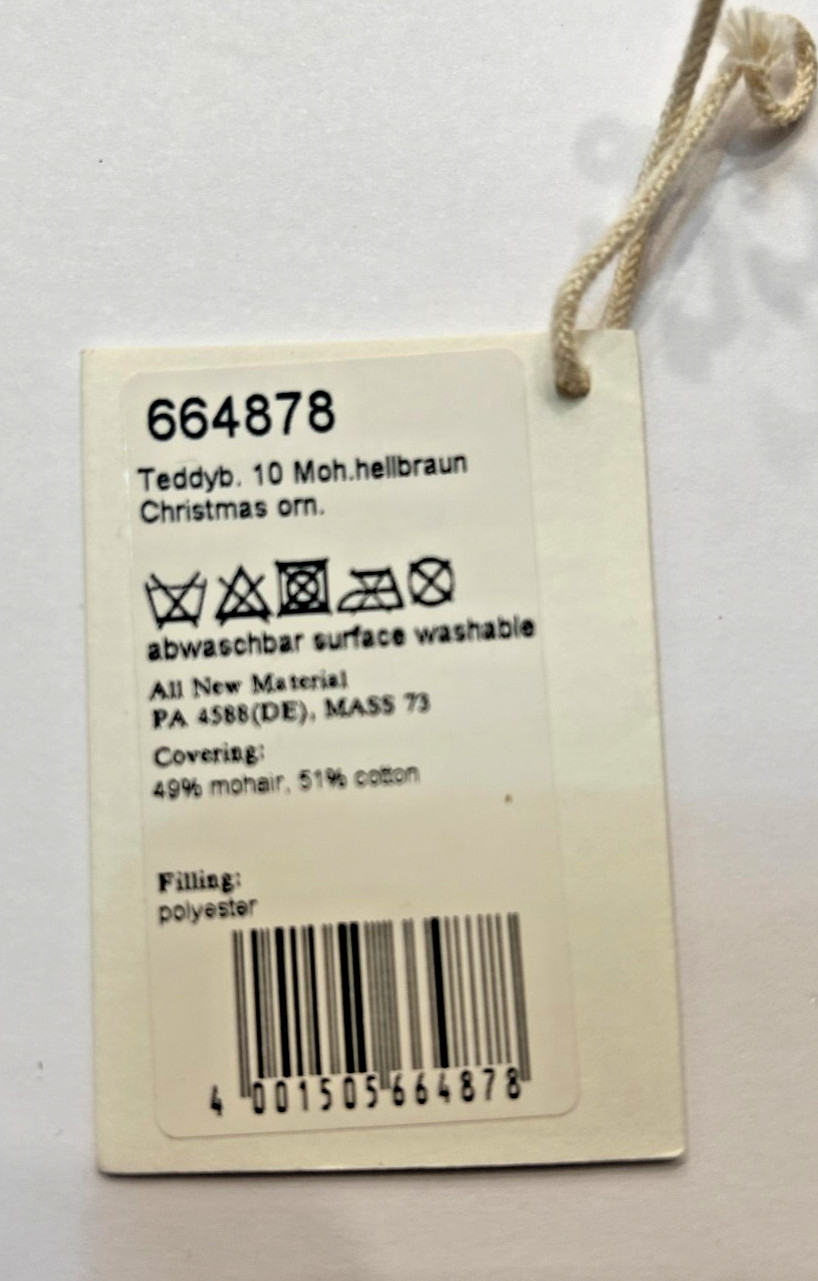 664878
Teddyb. 10 Moh.hellbraun
Christmas orn.
abwaschbar surface washable
All New Material
PA 4588(DE), MASS 73
Covering:
49% mohair, 51% cotton
Filling:
polyester
4 001505 664878